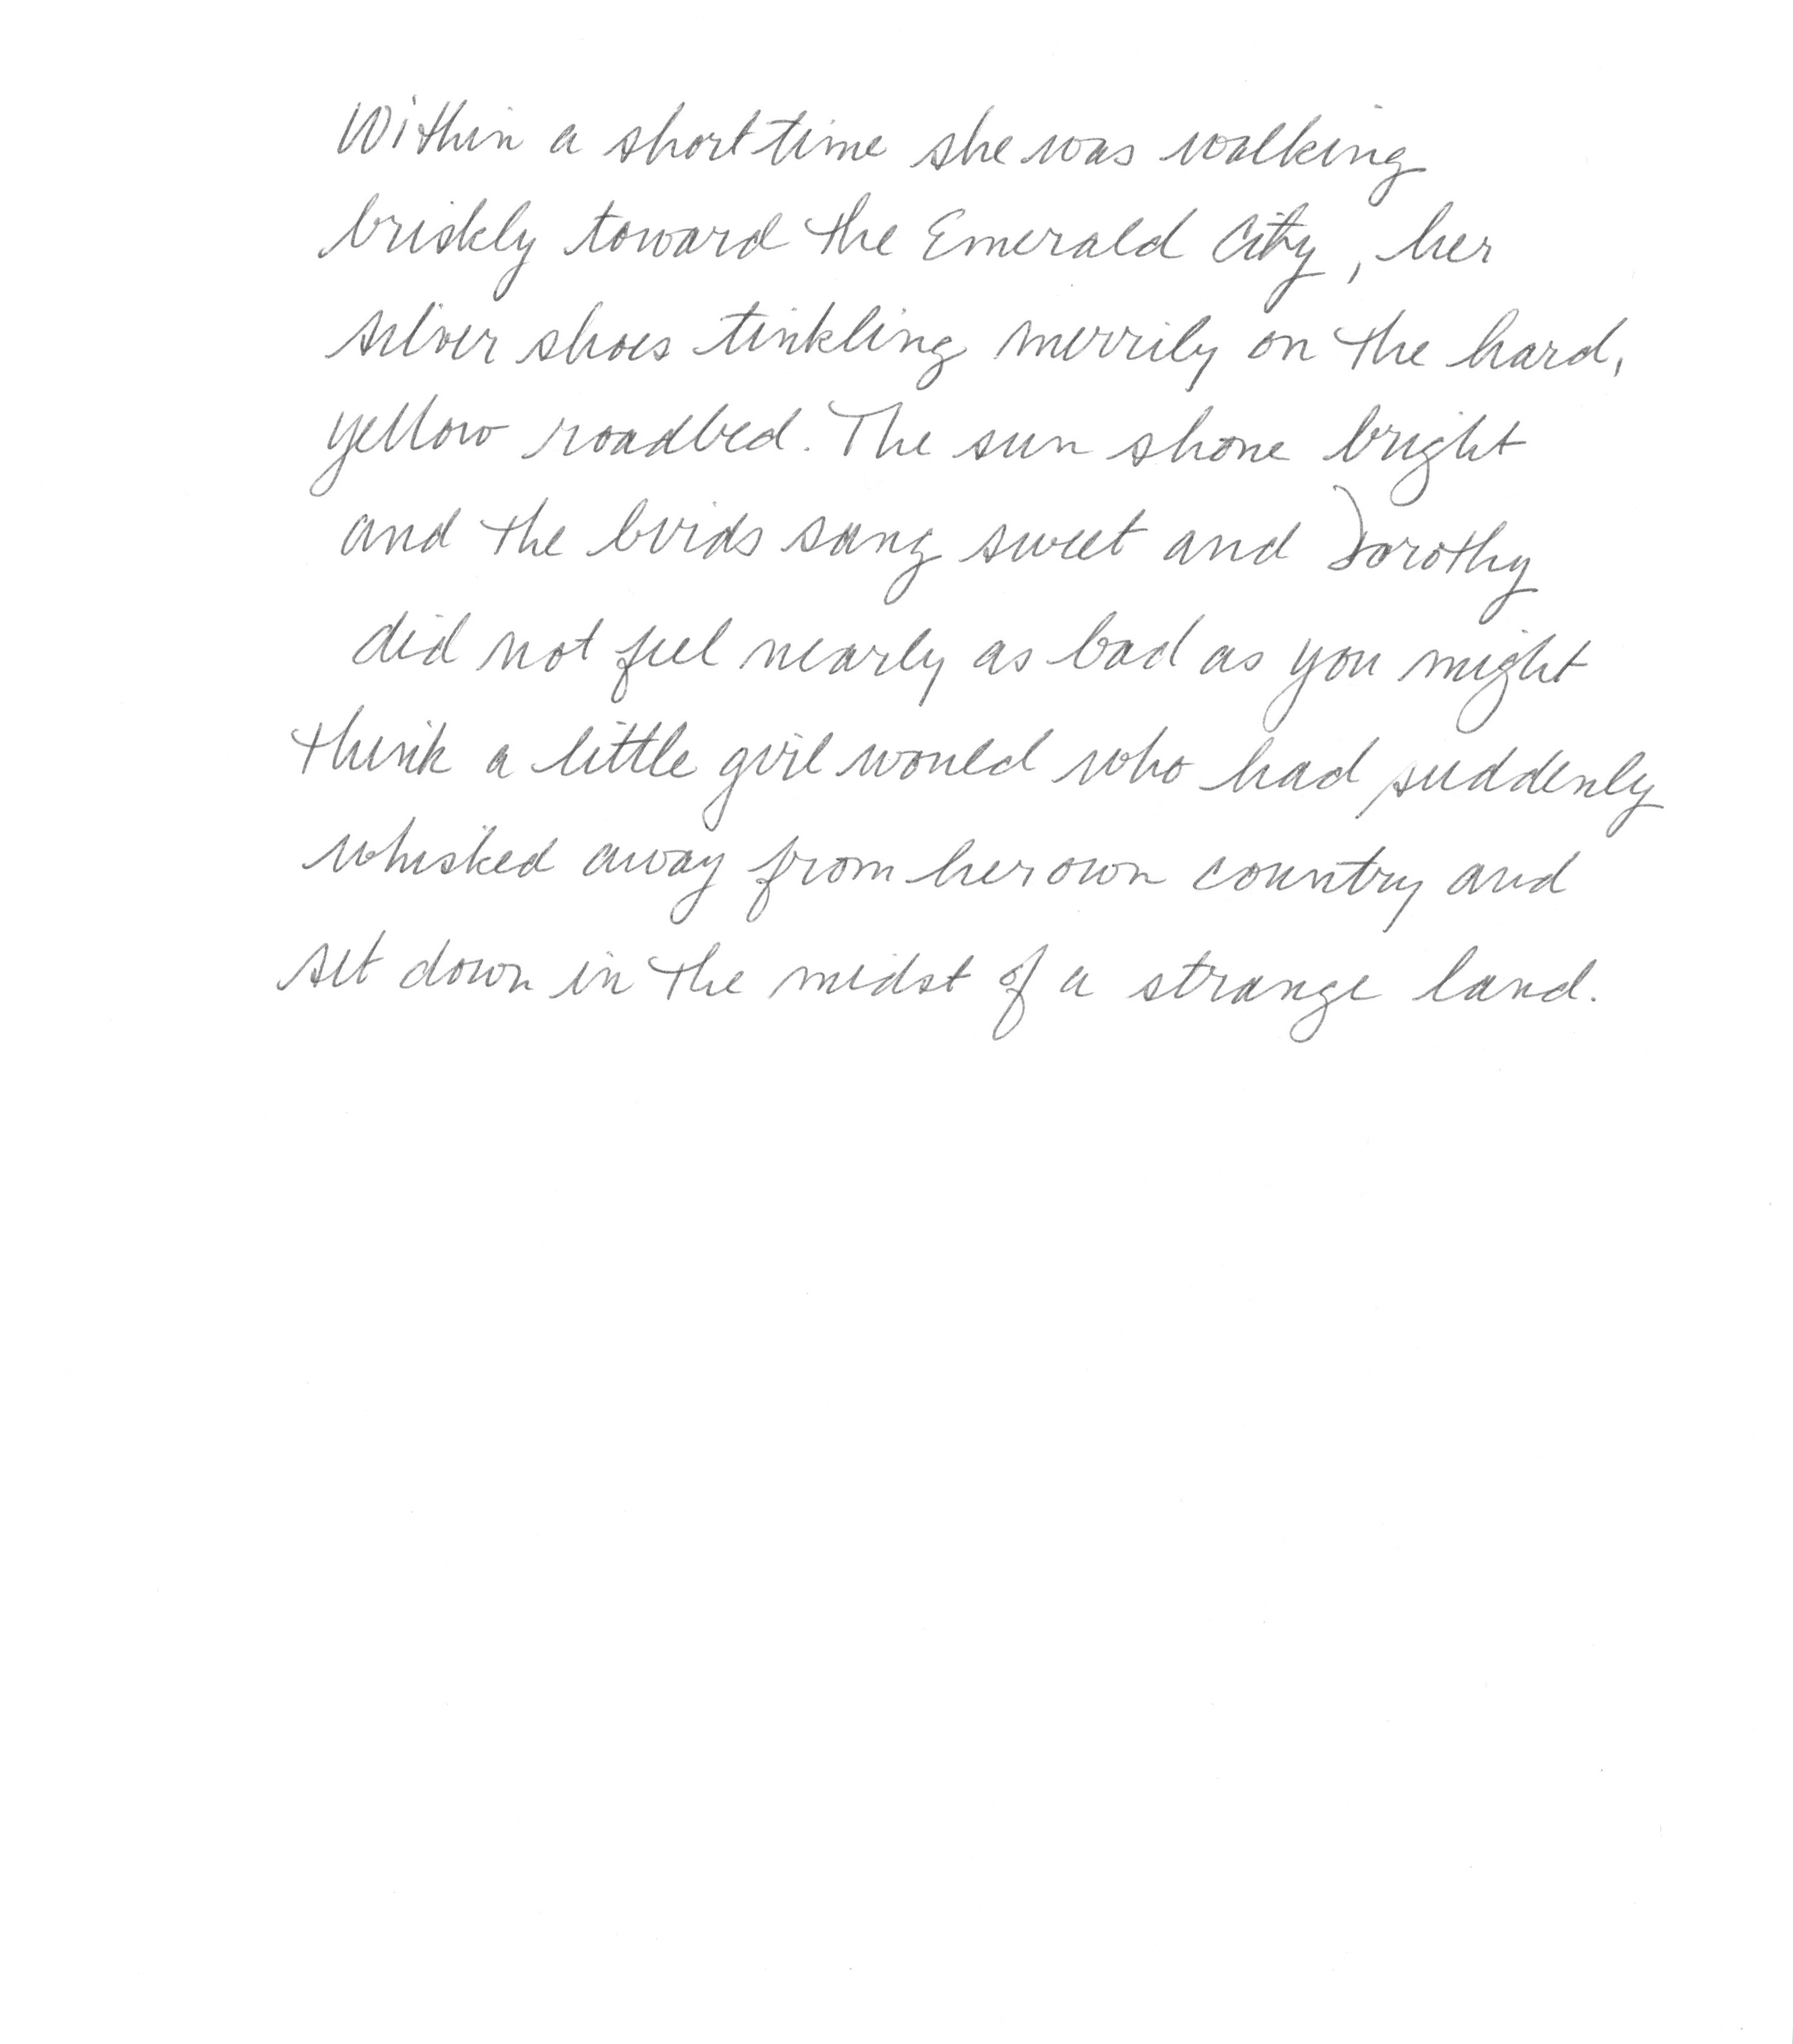 Within a short time she was walking
briskly toward the Emerald City, her
silver shoes tinkling merrily on the hard,
yellow roadbed. The sun shone bright
and the birds sang sweet and Dorothy
did not feel nearly as bad as you might
think a little girl would who had suddenly
whisked away from her own country and
set down in the midst of a strange land.